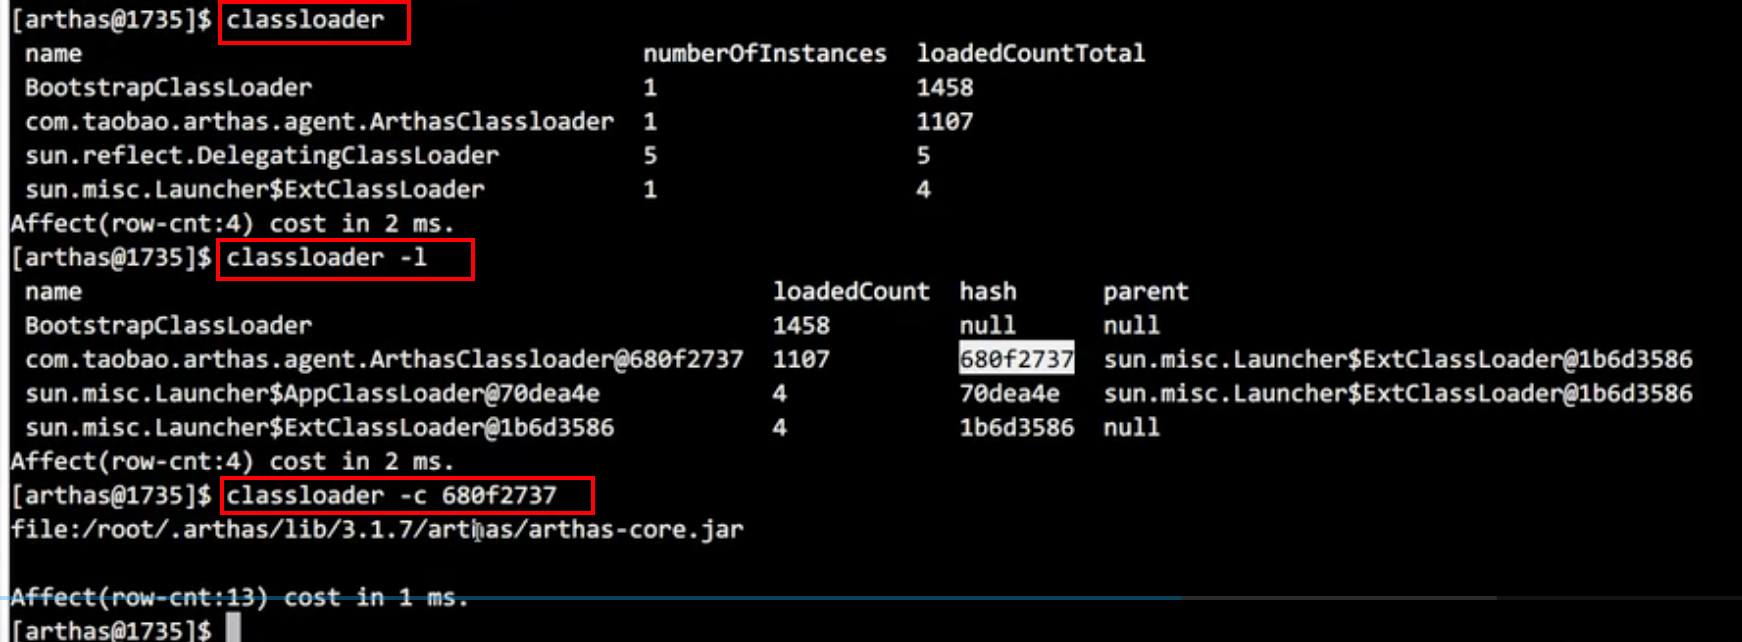 [arthas@1735]$ classloader
name numberOfInstances loadedCountTotal
BootstrapClassLoader 1 1458
com.taobao.arthas.agent.ArthasClassloader 1 1107
sun.reflect.DelegatingClassLoader 5 5
sun.misc.Launcher$ExtClassLoader 1 4
Affect(row-cnt:4) cost in 2 ms.
[arthas@1735]$ classloader -l
name loadedCount hash parent
BootstrapClassLoader 1458 null null
com.taobao.arthas.agent.ArthasClassloader@680f2737 1107 680f2737 sun.misc.Launcher$ExtClassLoader@1b6d3586
sun.misc.Launcher$AppClassLoader@70dea4e 4 70dea4e sun.misc.Launcher$ExtClassLoader@1b6d3586
sun.misc.Launcher$ExtClassLoader@1b6d3586 4 1b6d3586 null
Affect(row-cnt:4) cost in 2 ms.
[arthas@1735]$ classloader -c 680f2737
file:/root/.arthas/lib/3.1.7/arthas/arthas-core.jar
Affect(row-cnt:13) cost in 1 ms.
[arthas@1735]$